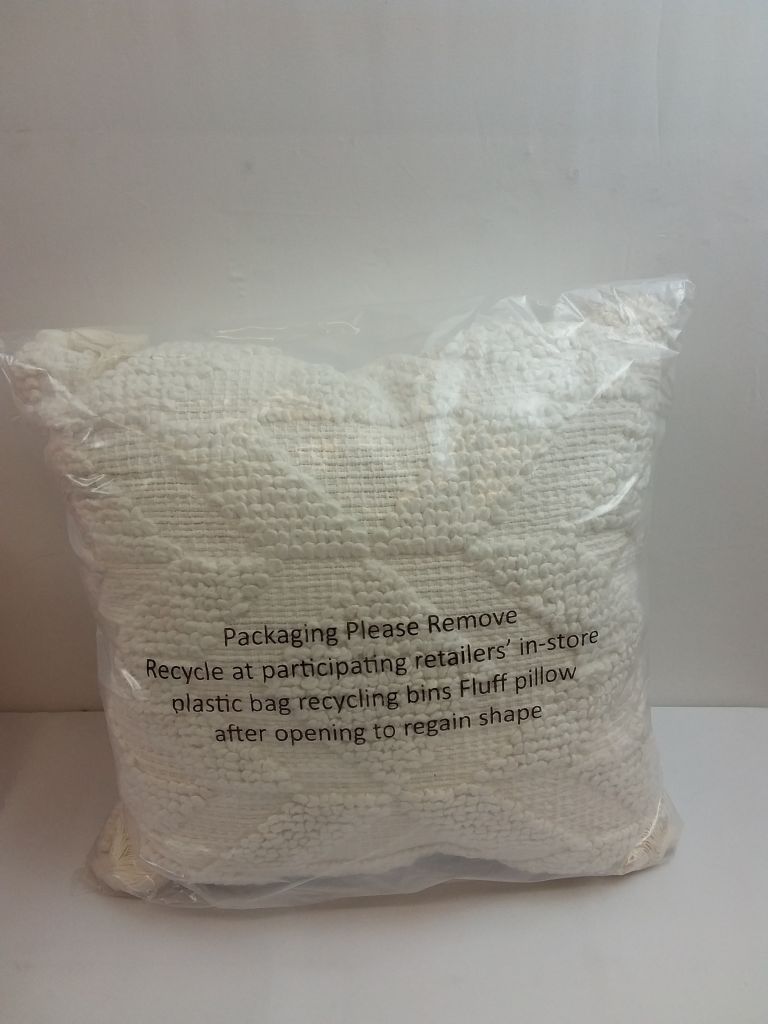 Packaging Please Remove
Recycle at participating retailers' in-store
plastic bag recycling bins Fluff pillow
after opening to regain shape